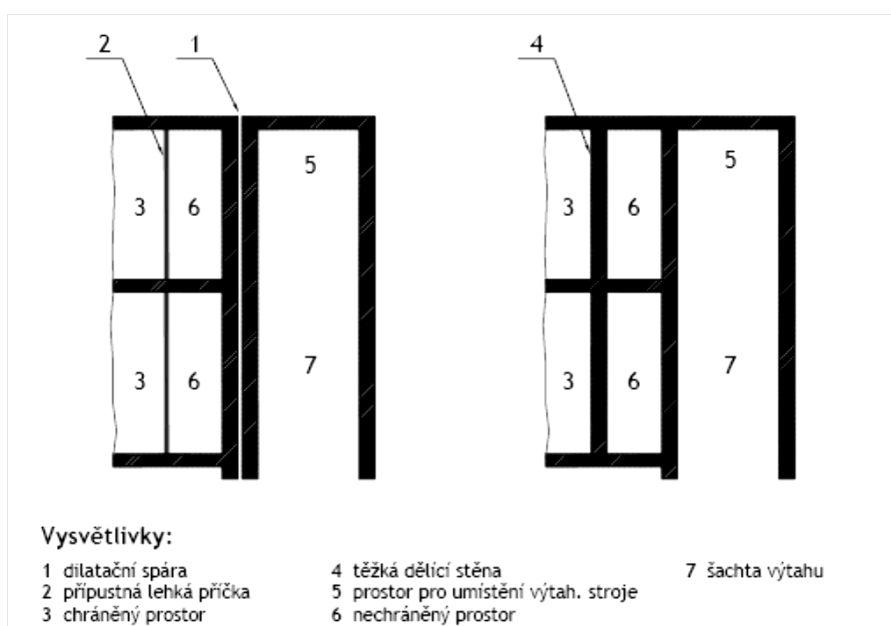 2 1 4
5 5
3 6 3 6
3 6 7 3 6 7
Vysvětlivky:
1 dilatační spára 4 těžká dělící stěna 7 šachta výtahu
2 přípustná lehká příčka 5 prostor pro umístění výtah. stroje
3 chráněný prostor 6 nechráněný prostor